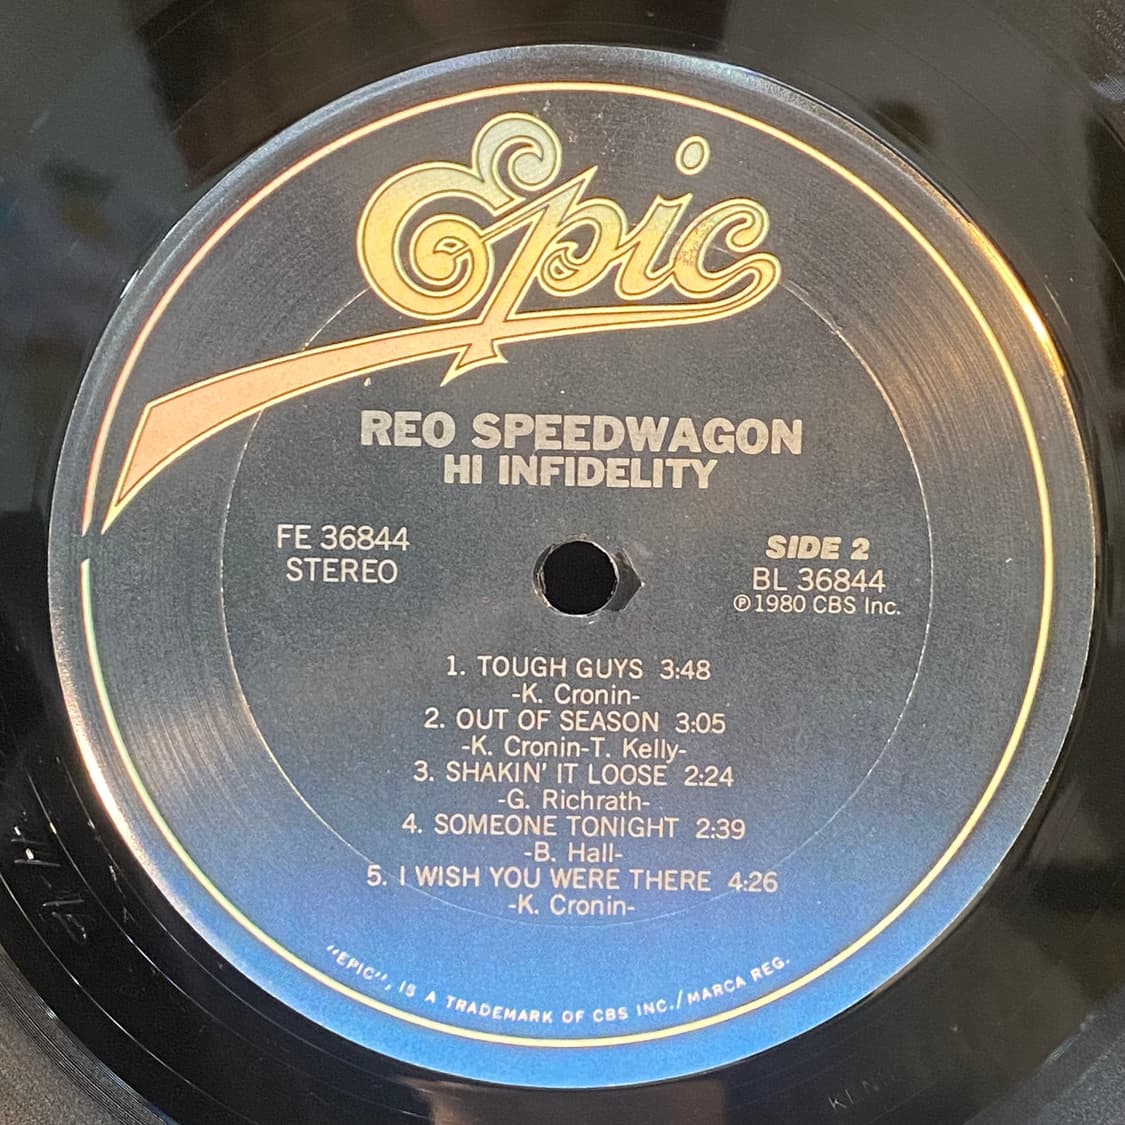 Epic
REO SPEEDWAGON
HI INFIDELITY
FE 36844
STEREO
SIDE 2
BL 36844
Ⓟ1980 CBS Inc.
1. TOUGH GUYS 3:48
-K. Cronin-
2. OUT OF SEASON 3:05
-K. Cronin-T. Kelly-
3. SHAKIN' IT LOOSE 2:24
-G. Richrath-
4. SOMEONE TONIGHT 2:39
-B. Hall-
5. I WISH YOU WERE THERE 4:26
-K. Cronin-
"EPIC", IS A TRADEMARK OF CBS INC./MARCA REG.